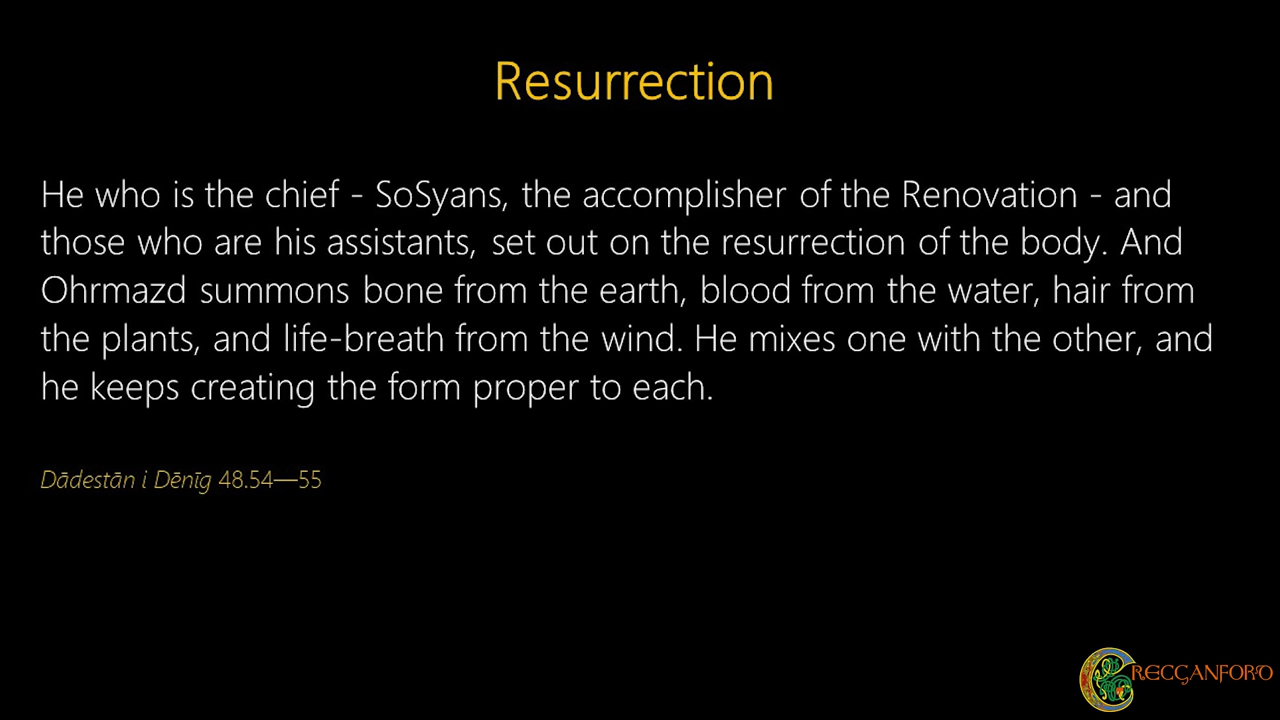 Resurrection
He who is the chief - SoSyans, the accomplisher of the Renovation - and
those who are his assistants, set out on the resurrection of the body. And
Ohrmazd summons bone from the earth, blood from the water, hair from
the plants, and life-breath from the wind. He mixes one with the other, and
he keeps creating the form proper to each.
Dādestān i Dēnīg 48.54—55
CRECGANFORD